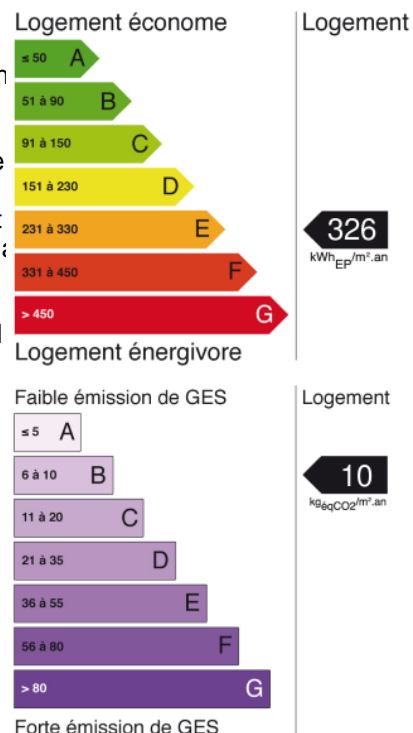 Logement économe
Logement
≤ 50 A
51 à 90 B
91 à 150 C
151 à 230 D
231 à 330 E
326
kWhEP/m².an
331 à 450 F
> 450 G
Logement énergivore
Faible émission de GES
Logement
≤ 5 A
6 à 10 B
10
kgéqCO2/m².an
11 à 20 C
21 à 35 D
36 à 55 E
56 à 80 F
> 80 G
Forte émission de GES